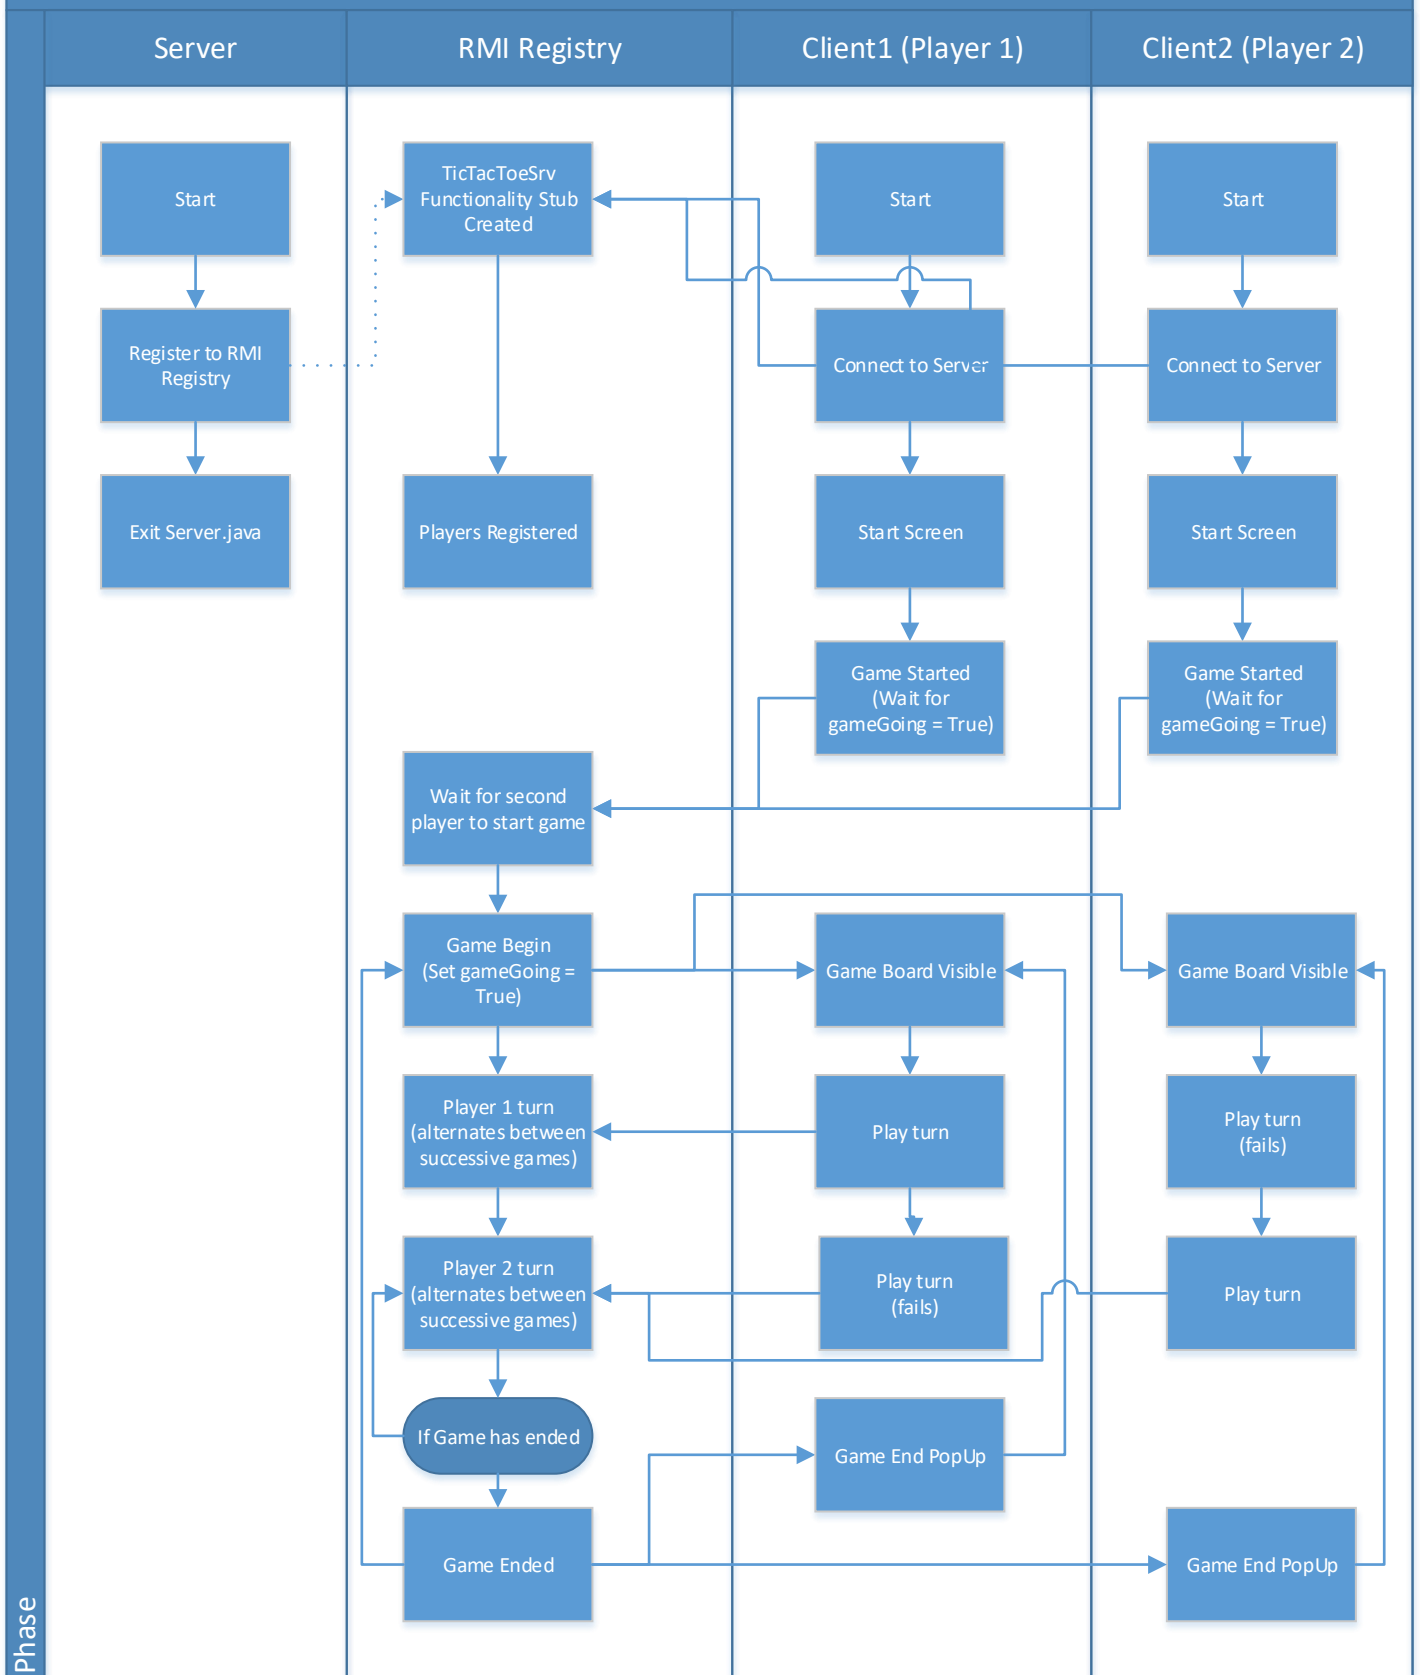 Server
RMI Registry
Client1 (Player 1)
Client2 (Player 2)
Start
TicTacToeSrv
Functionality Stub
Created
Start
Start
Register to RMI
Registry
Connect to Server
Connect to Server
Exit Server.java
Players Registered
Start Screen
Start Screen
Game Started
(Wait for
gameGoing = True)
Game Started
(Wait for
gameGoing = True)
Wait for second
player to start game
Game Begin
(Set gameGoing =
True)
Game Board Visible
Game Board Visible
Player 1 turn
(alternates between
successive games)
Play turn
Play turn
(fails)
Player 2 turn
(alternates between
successive games)
Play turn
(fails)
Play turn
If Game has ended
Game End PopUp
Game Ended
Game End PopUp
Phase